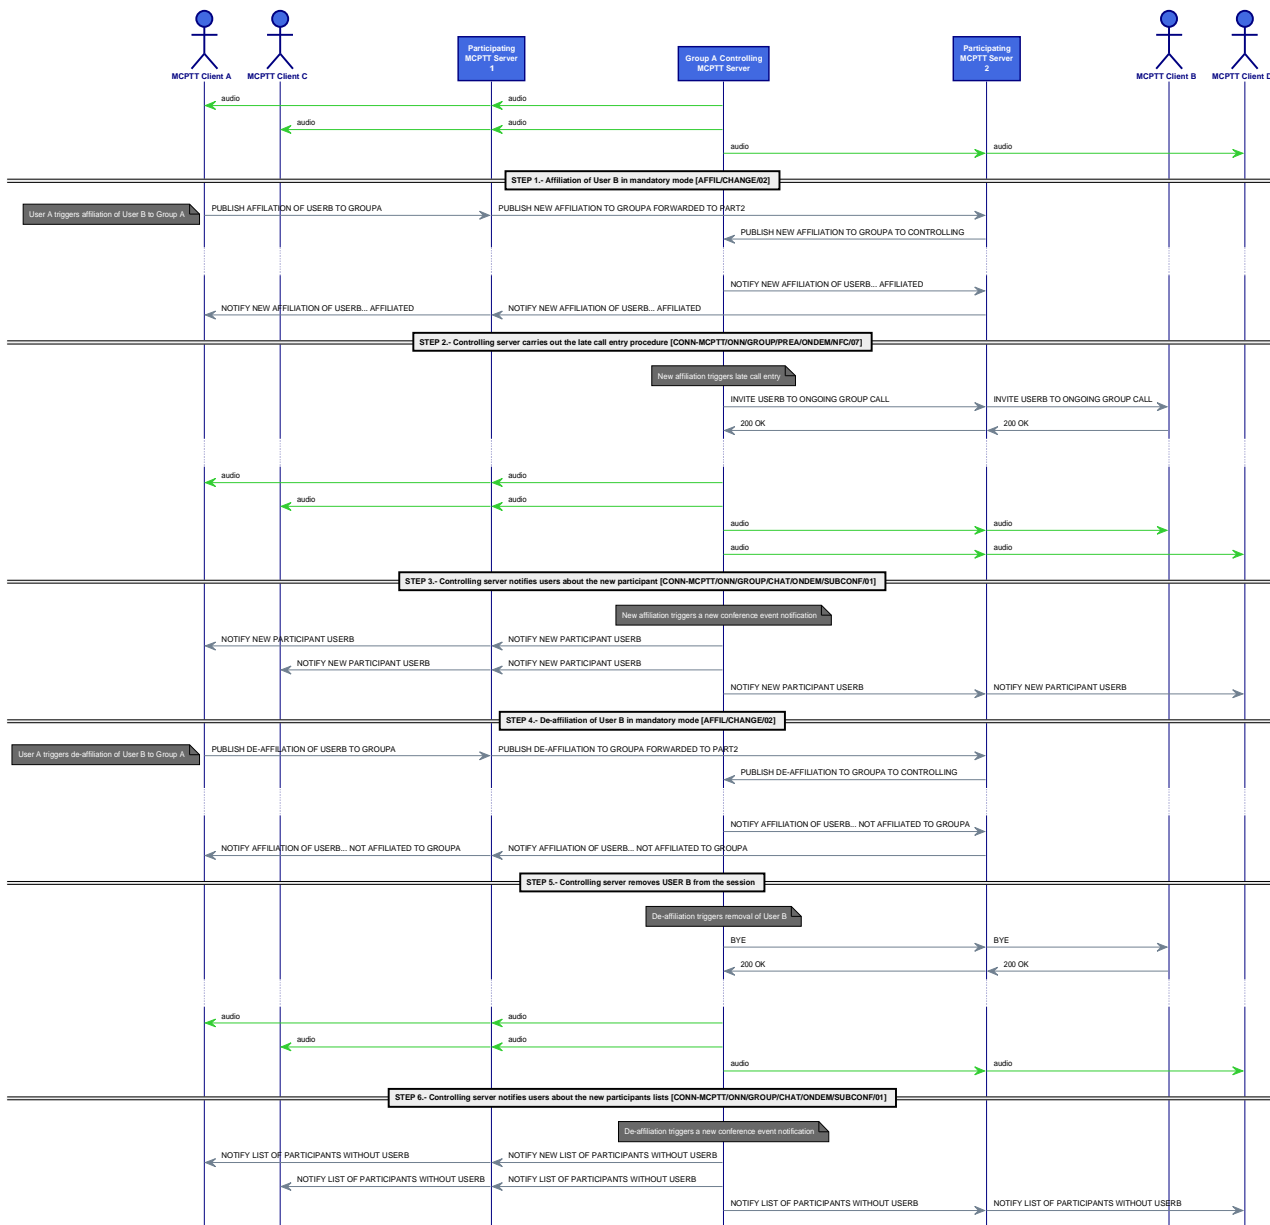 MCPTT Client A
MCPTT Client C
Participating
MCPTT Server
1
Group A Controlling
MCPTT Server
Participating
MCPTT Server
2
MCPTT Client B
MCPTT Client D
audio
audio
audio
audio
audio
audio
STEP 1.- Affiliation of User B in mandatory mode [AFFIL/CHANGE/02]
User A triggers affiliation of User B to Group A
PUBLISH AFFILATION OF USERB TO GROUPA
PUBLISH NEW AFFILIATION TO GROUPA FORWARDED TO PART2
PUBLISH NEW AFFILIATION TO GROUPA TO CONTROLLING
NOTIFY NEW AFFILIATION OF USERB... AFFILIATED
NOTIFY NEW AFFILIATION OF USERB... AFFILIATED
NOTIFY NEW AFFILIATION OF USERB... AFFILIATED
STEP 2.- Controlling server carries out the late call entry procedure [CONN-MCPTT/ONN/GROUP/PREA/ONDEM/NFC/07]
New affiliation triggers late call entry
INVITE USERB TO ONGOING GROUP CALL
INVITE USERB TO ONGOING GROUP CALL
200 OK
200 OK
audio
audio
audio
audio
audio
audio
audio
audio
STEP 3.- Controlling server notifies users about the new participant [CONN-MCPTT/ONN/GROUP/CHAT/ONDEM/SUBCONF/01]
New affiliation triggers a new conference event notification
NOTIFY NEW PARTICIPANT USERB
NOTIFY NEW PARTICIPANT USERB
NOTIFY NEW PARTICIPANT USERB
NOTIFY NEW PARTICIPANT USERB
NOTIFY NEW PARTICIPANT USERB
NOTIFY NEW PARTICIPANT USERB
STEP 4.- De-affiliation of User B in mandatory mode [AFFIL/CHANGE/02]
User A triggers de-affiliation of User B to Group A
PUBLISH DE-AFFILATION OF USERB TO GROUPA
PUBLISH DE-AFFILIATION TO GROUPA FORWARDED TO PART2
PUBLISH DE-AFFILIATION TO GROUPA TO CONTROLLING
NOTIFY AFFILIATION OF USERB... NOT AFFILIATED TO GROUPA
NOTIFY AFFILIATION OF USERB... NOT AFFILIATED TO GROUPA
NOTIFY AFFILIATION OF USERB... NOT AFFILIATED TO GROUPA
STEP 5.- Controlling server removes USER B from the session
De-affiliation triggers removal of User B
BYE
BYE
200 OK
200 OK
audio
audio
audio
audio
audio
audio
STEP 6.- Controlling server notifies users about the new participants lists [CONN-MCPTT/ONN/GROUP/CHAT/ONDEM/SUBCONF/01]
De-affiliation triggers a new conference event notification
NOTIFY LIST OF PARTICIPANTS WITHOUT USERB
NOTIFY NEW LIST OF PARTICIPANTS WITHOUT USERB
NOTIFY LIST OF PARTICIPANTS WITHOUT USERB
NOTIFY LIST OF PARTICIPANTS WITHOUT USERB
NOTIFY LIST OF PARTICIPANTS WITHOUT USERB
NOTIFY LIST OF PARTICIPANTS WITHOUT USERB